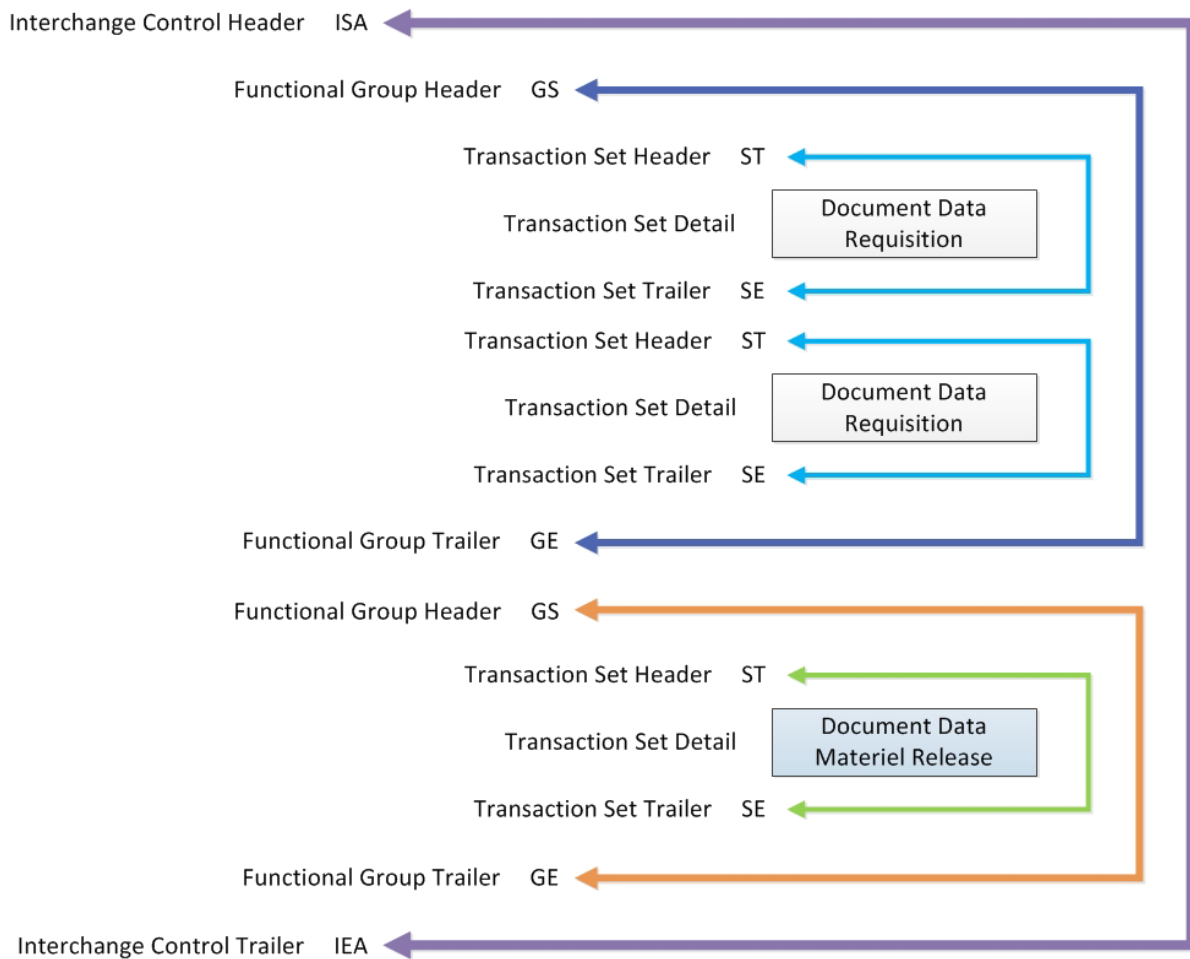 Interchange Control Header ISA
Functional Group Header GS
Transaction Set Header ST
Transaction Set Detail
Document Data
Requisition
Transaction Set Trailer SE
Transaction Set Header ST
Transaction Set Detail
Document Data
Requisition
Transaction Set Trailer SE
Functional Group Trailer GE
Functional Group Header GS
Transaction Set Header ST
Transaction Set Detail
Document Data
Materiel Release
Transaction Set Trailer SE
Functional Group Trailer GE
Interchange Control Trailer IEA